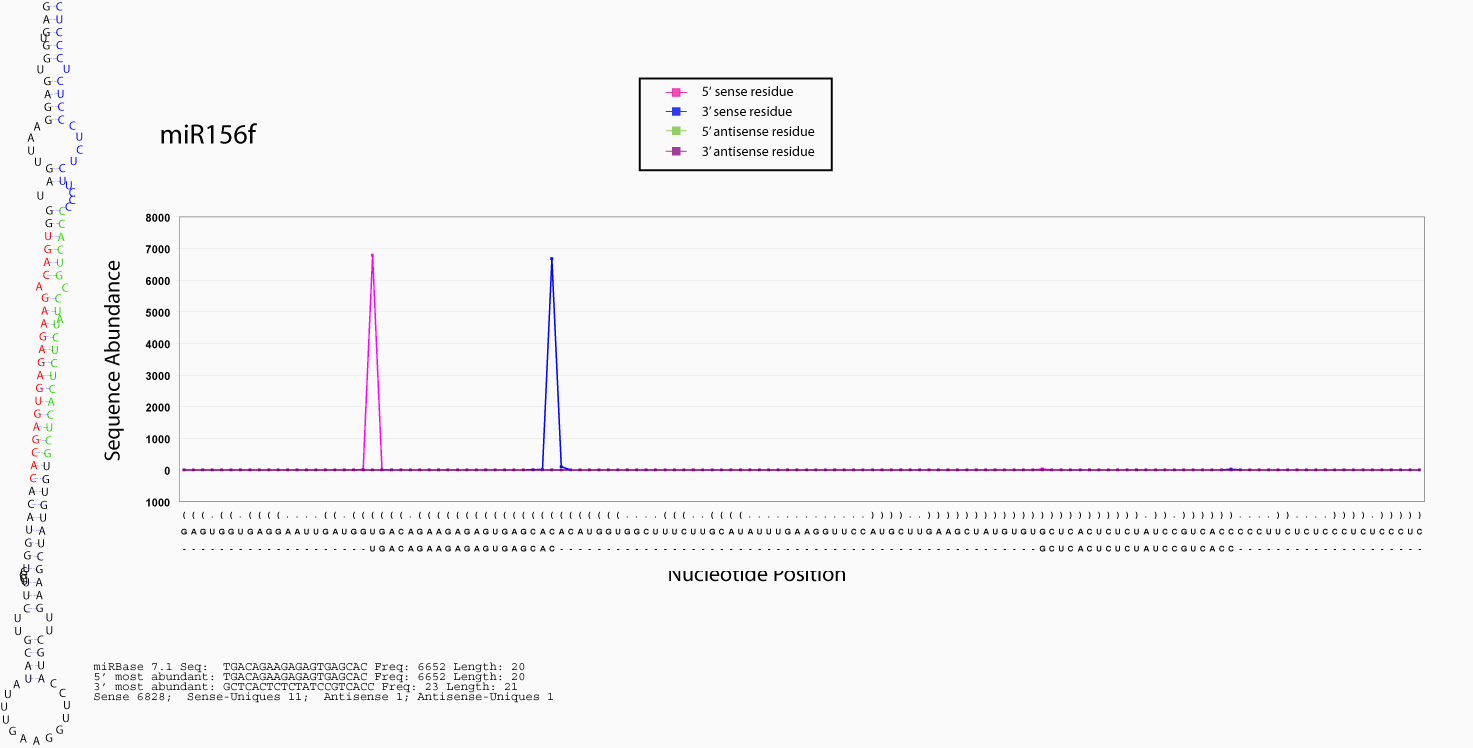 miR156f
5′ sense residue
3′ sense residue
5′ antisense residue
3′ antisense residue
Sequence Abundance
8000
7000
6000
5000
4000
3000
2000
1000
0
1000
GAGUGGUGAGGAAUUGAUGGUGACAGAAGAGAGUGAGCACACAUGGUGGCUUUCUUGCAUAUUUUGAAGGUUCCAUGCUUGAAGCUAUGUGUGCUCACUCUCUAUCCGUCACCCCCUUCUCUCCCUCUCCCUC
--------------------UGACAGAAGAGAGUGAGCAC---------------------------------------------------GCUCACUCUCUAUCCGUCACC--------------------
Nucleotide Position
miRBase 7.1 Seq: TGACAGAAGAGAGTGAGCAC Freq: 6652 Length: 20
5′ most abundant: TGACAGAAGAGAGTGAGCAC Freq: 6652 Length: 20
3′ most abundant: GCTCACTCTCTATCCGTCACC Freq: 23 Length: 21
Sense 6828; Sense-Uniques 11; Antisense 1; Antisense-Uniques 1